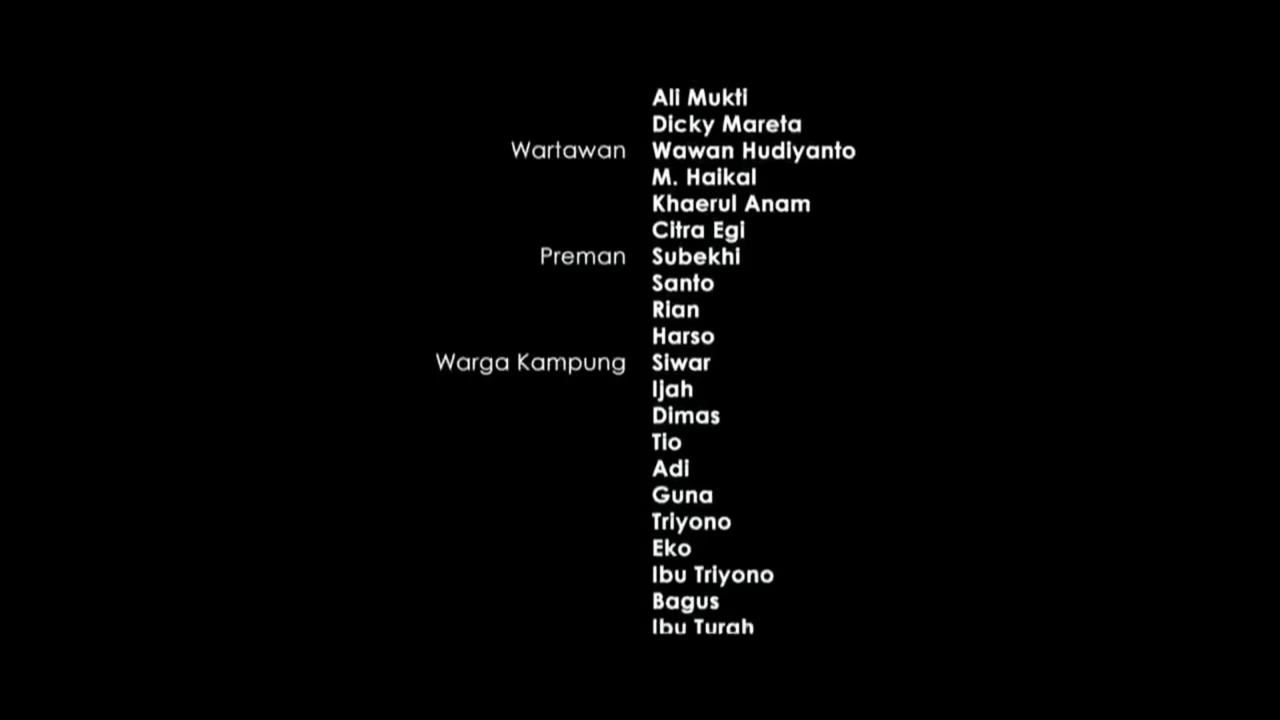 Ali Mukti
Dicky Mareta
Wartawan Wawan Hudiyanto
M. Haikal
Khaerul Anam
Citra Egi
Preman Subekhi
Santo
Rian
Harso
Warga Kampung Siwar
Ijah
Dimas
Tio
Adi
Guna
Triyono
Eko
Ibu Triyono
Bagus
Ibu Turah